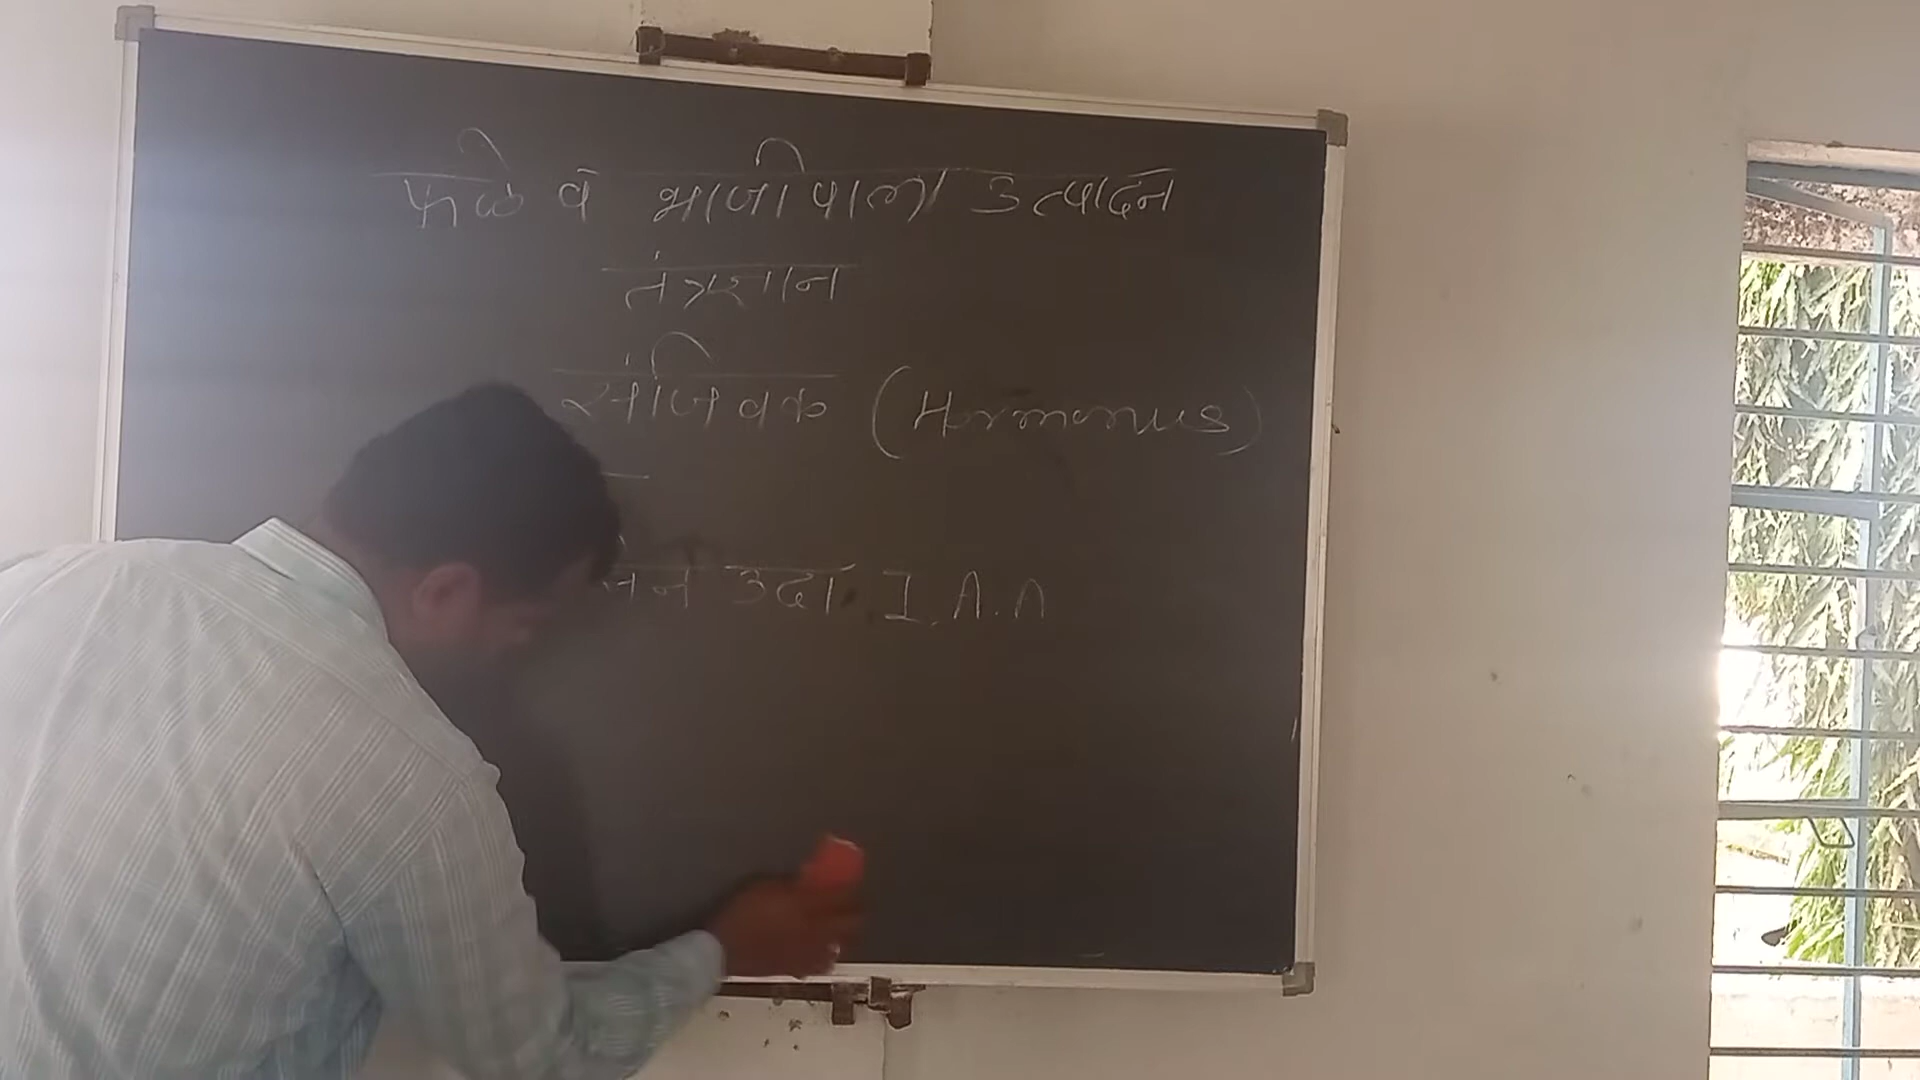 फळे व भाजीपाला उत्पादन
तंत्रज्ञान
संजिवके (Hormonus)
उदा. I.A.A